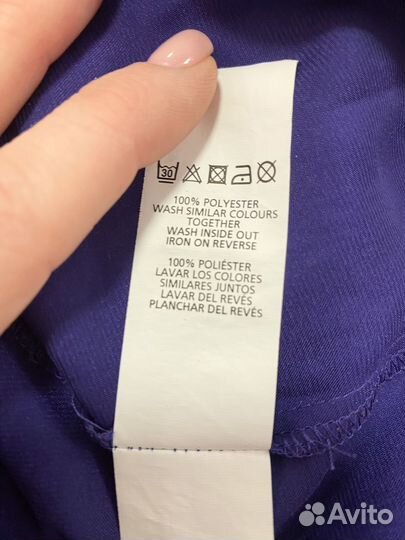 30
100% POLYESTER
WASH SIMILAR COLOURS
TOGETHER
WASH INSIDE OUT
IRON ON REVERSE
100% POLIÉSTER
LAVAR LOS COLORES
SIMILARES JUNTOS
LAVAR DEL REVÉS
PLANCHAR DEL REVÉS
Avito